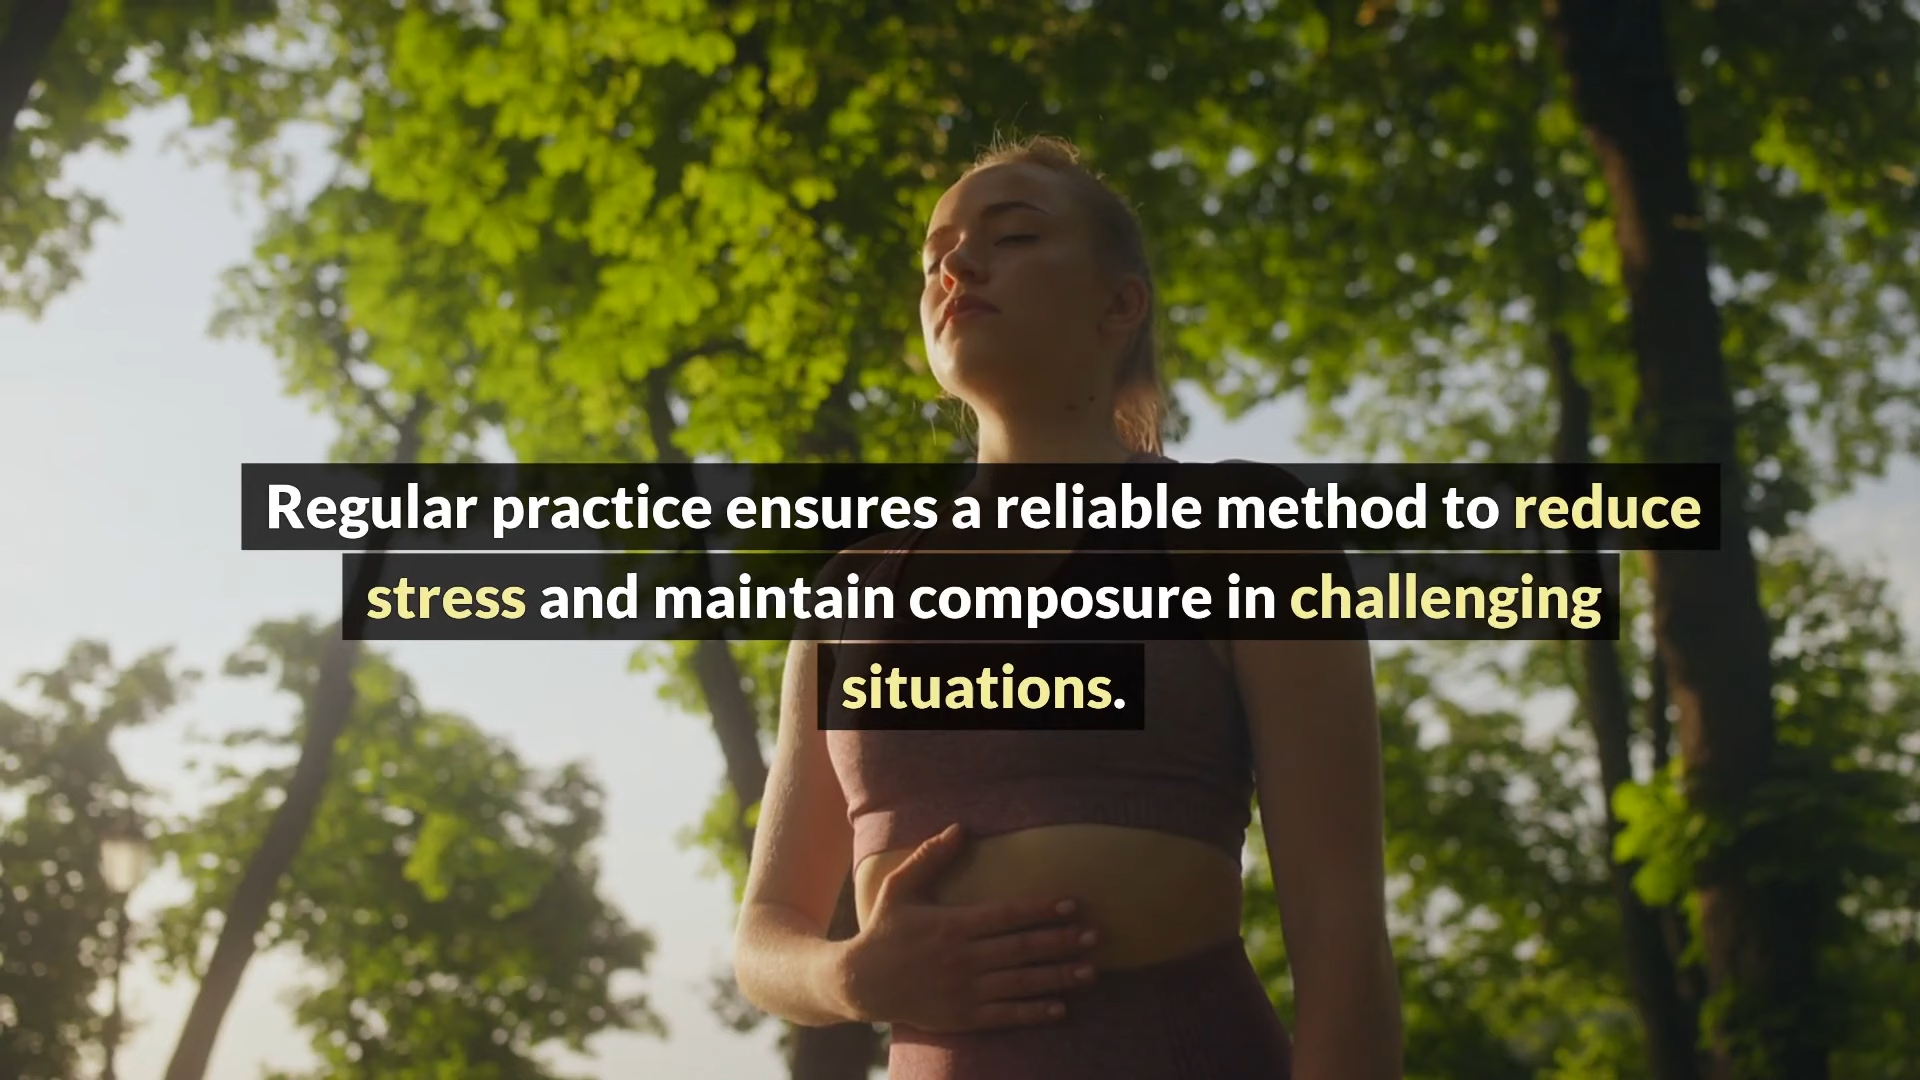 Regular practice ensures a reliable method to reduce
stress and maintain composure in challenging
situations.